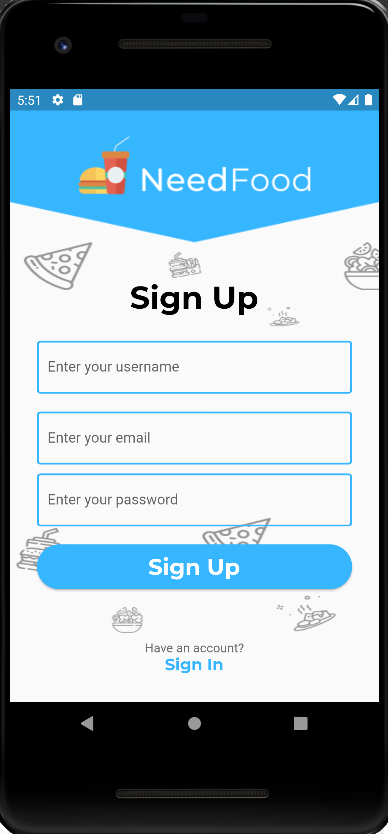 5:51
NeedFood
Sign Up
Enter your username
Enter your email
Enter your password
Sign Up
Have an account?
Sign In